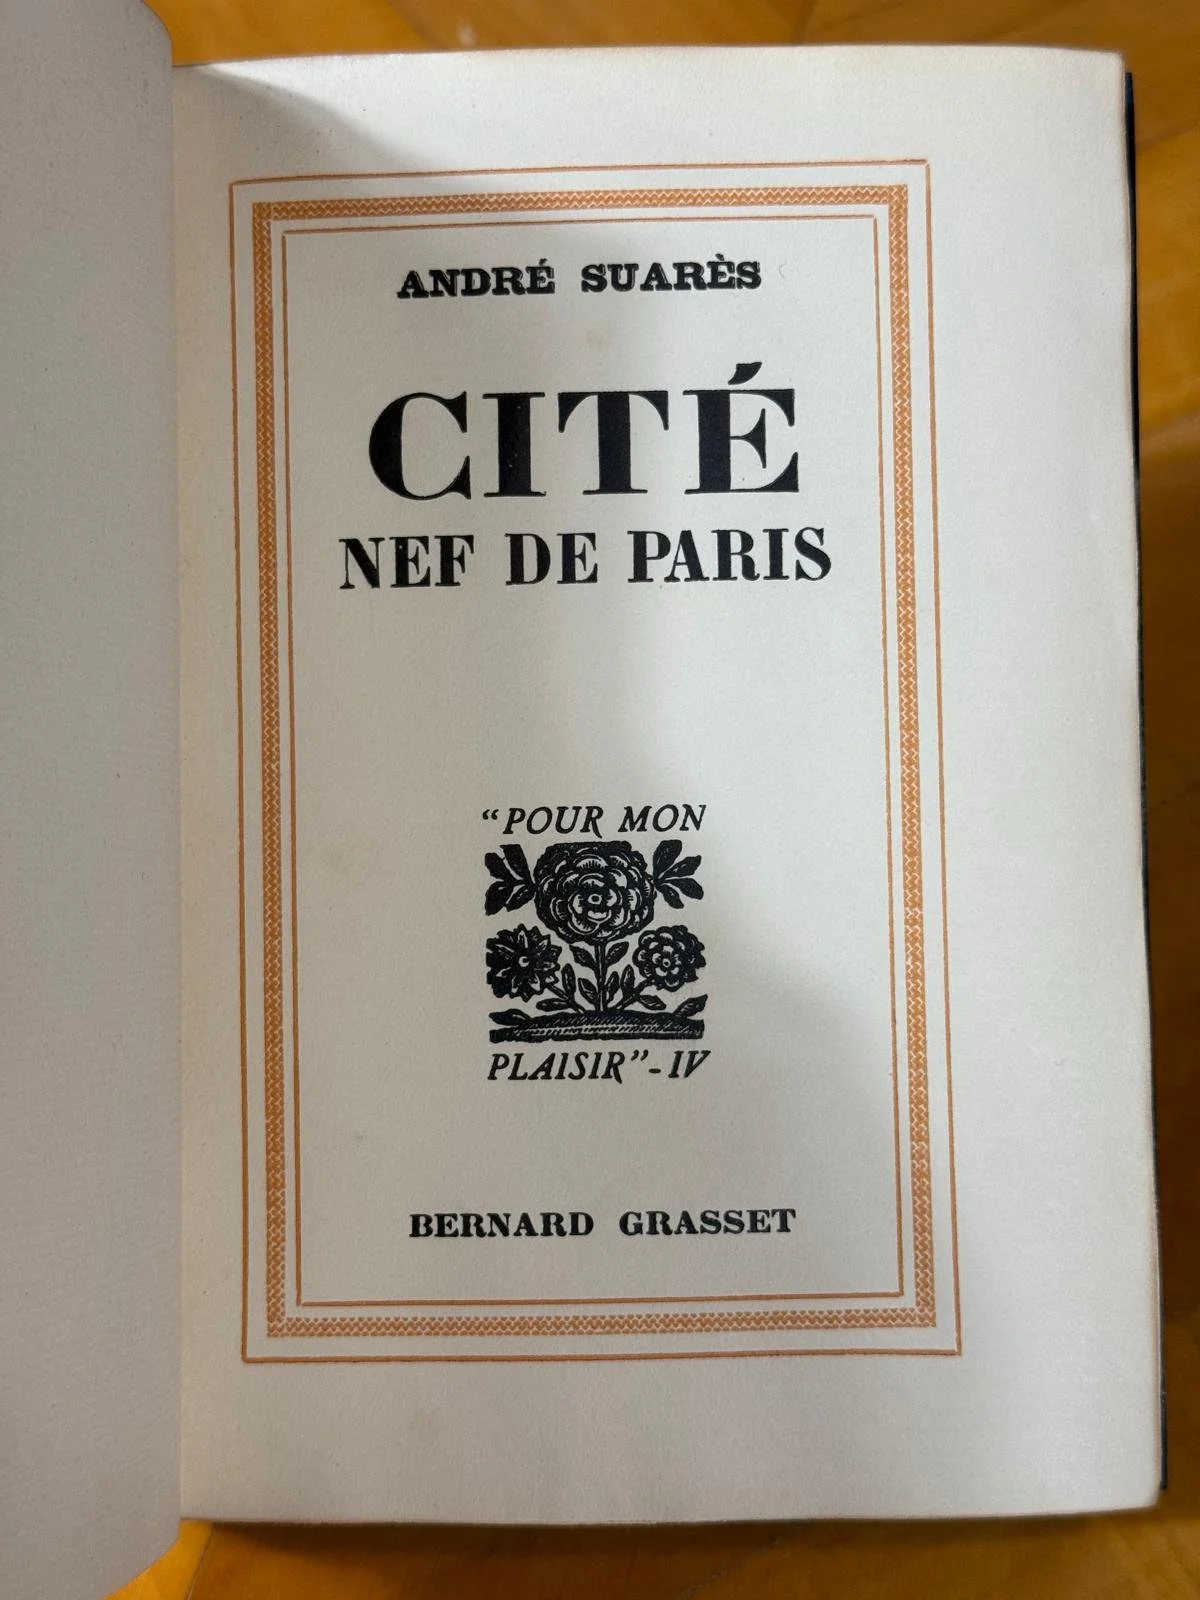 ANDRÉ SUARÈS
CITÉ
NEF DE PARIS
“POUR MON
PLAISIR”-IV
BERNARD GRASSET